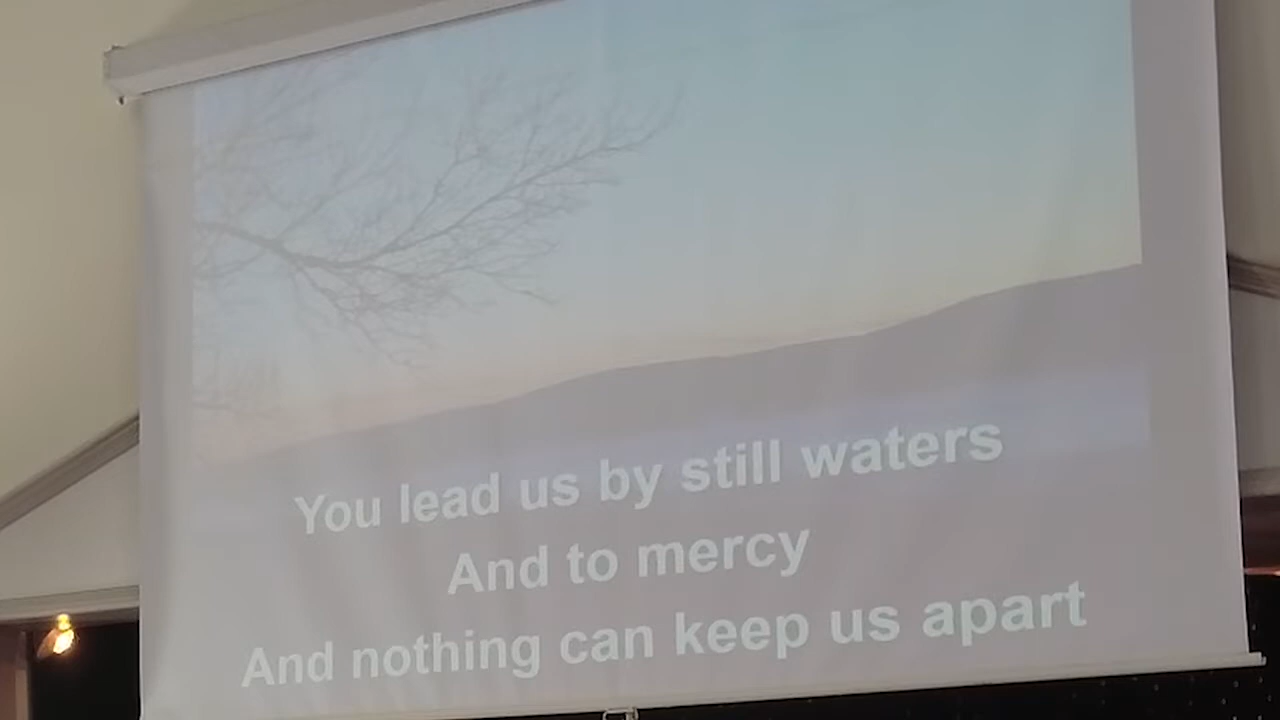 You lead us by still waters
And to mercy
And nothing can keep us apart